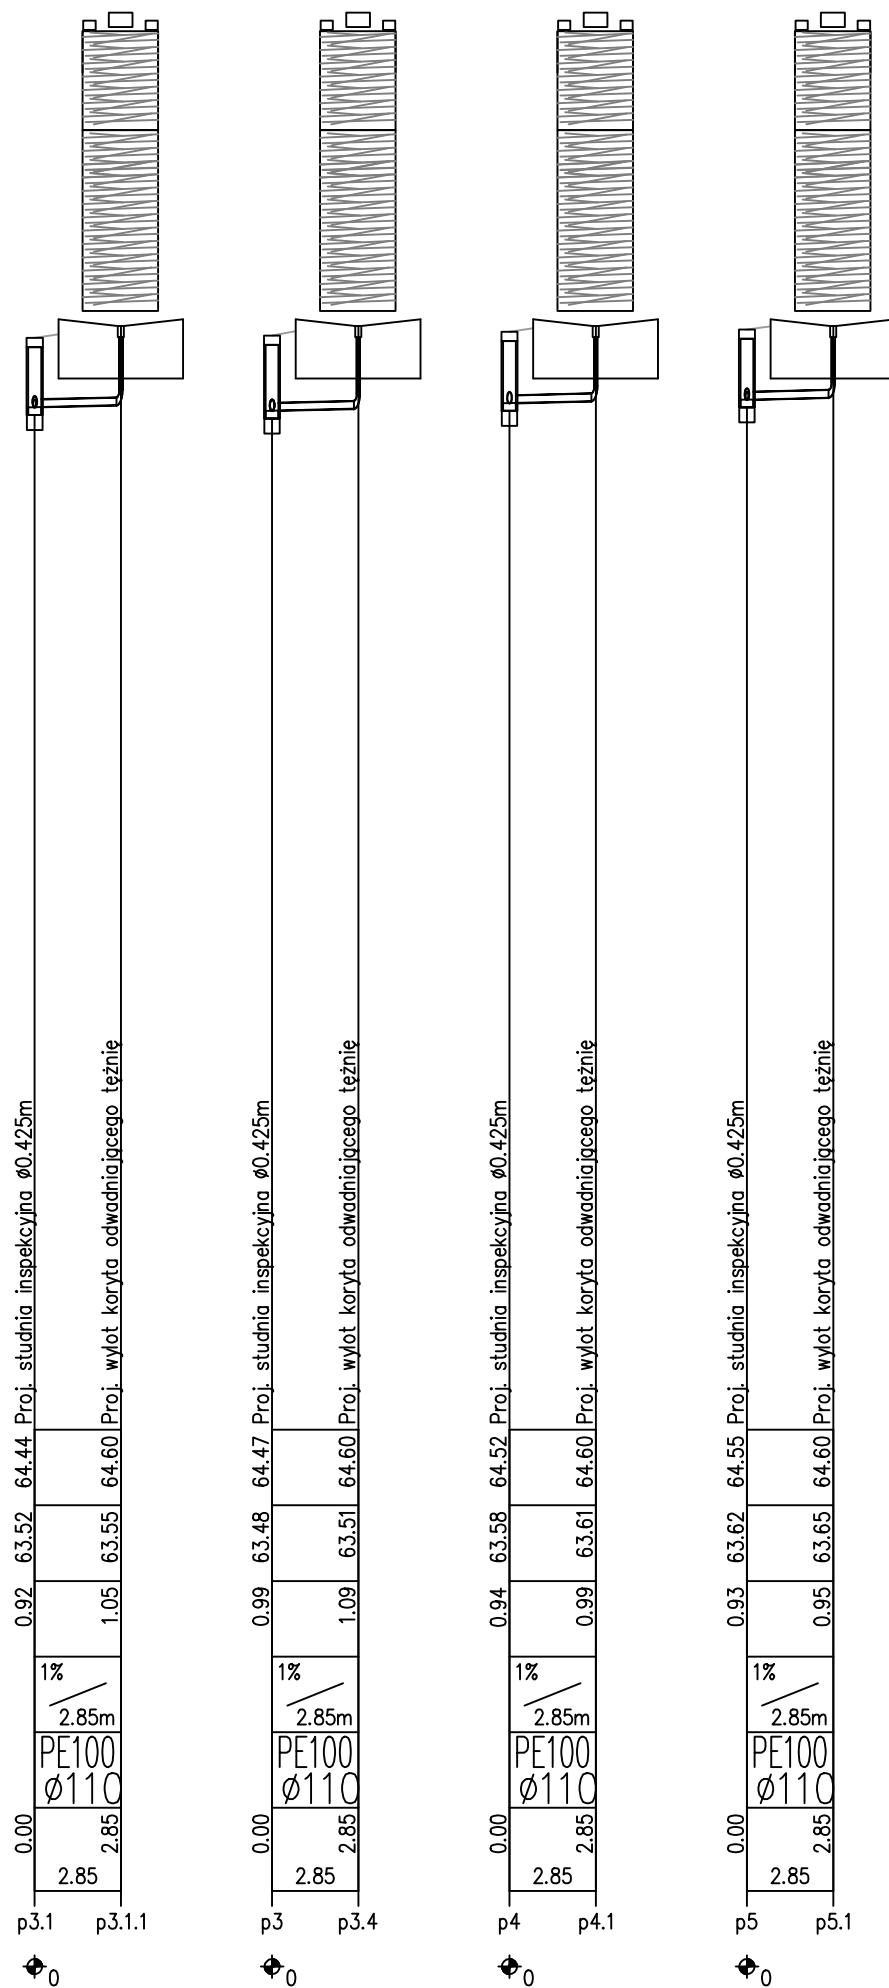 64.44 Proj. studnia inspekcyjna ø0.425m
64.60 Proj. wylot koryta odwadniającego tężnię
63.52
63.55
0.92
1.05
1%
2.85m
PE100
ø110
0.00
2.85
2.85
p3.1
p3.1.1
0
64.47 Proj. studnia inspekcyjna ø0.425m
64.60 Proj. wylot koryta odwadniającego tężnię
63.48
63.51
0.99
1.09
1%
2.85m
PE100
ø110
0.00
2.85
2.85
p3
p3.4
0
64.52 Proj. studnia inspekcyjna ø0.425m
64.60 Proj. wylot koryta odwadniającego tężnię
63.58
63.61
0.94
0.99
1%
2.85m
PE100
ø110
0.00
2.85
2.85
p4
p4.1
0
64.55 Proj. studnia inspekcyjna ø0.425m
64.60 Proj. wylot koryta odwadniającego tężnię
63.62
63.65
0.93
0.95
1%
2.85m
PE100
ø110
0.00
2.85
2.85
p5
p5.1
0